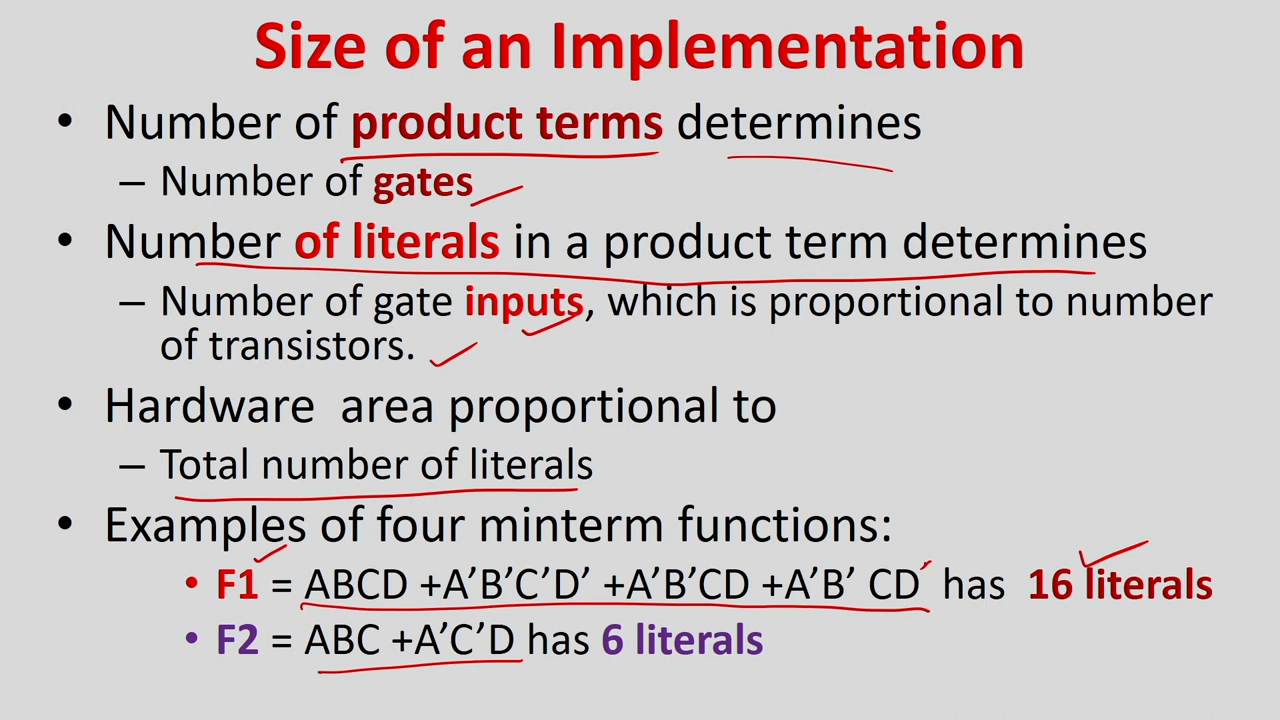 Size of an Implementation
• Number of product terms determines
– Number of gates
• Number of literals in a product term determines
– Number of gate inputs, which is proportional to number
of transistors.
• Hardware area proportional to
– Total number of literals
• Examples of four minterm functions:
• F1 = ABCD +A’B’C’D’ +A’B’CD +A’B’ CD' has 16 literals
• F2 = ABC +A’C’D has 6 literals